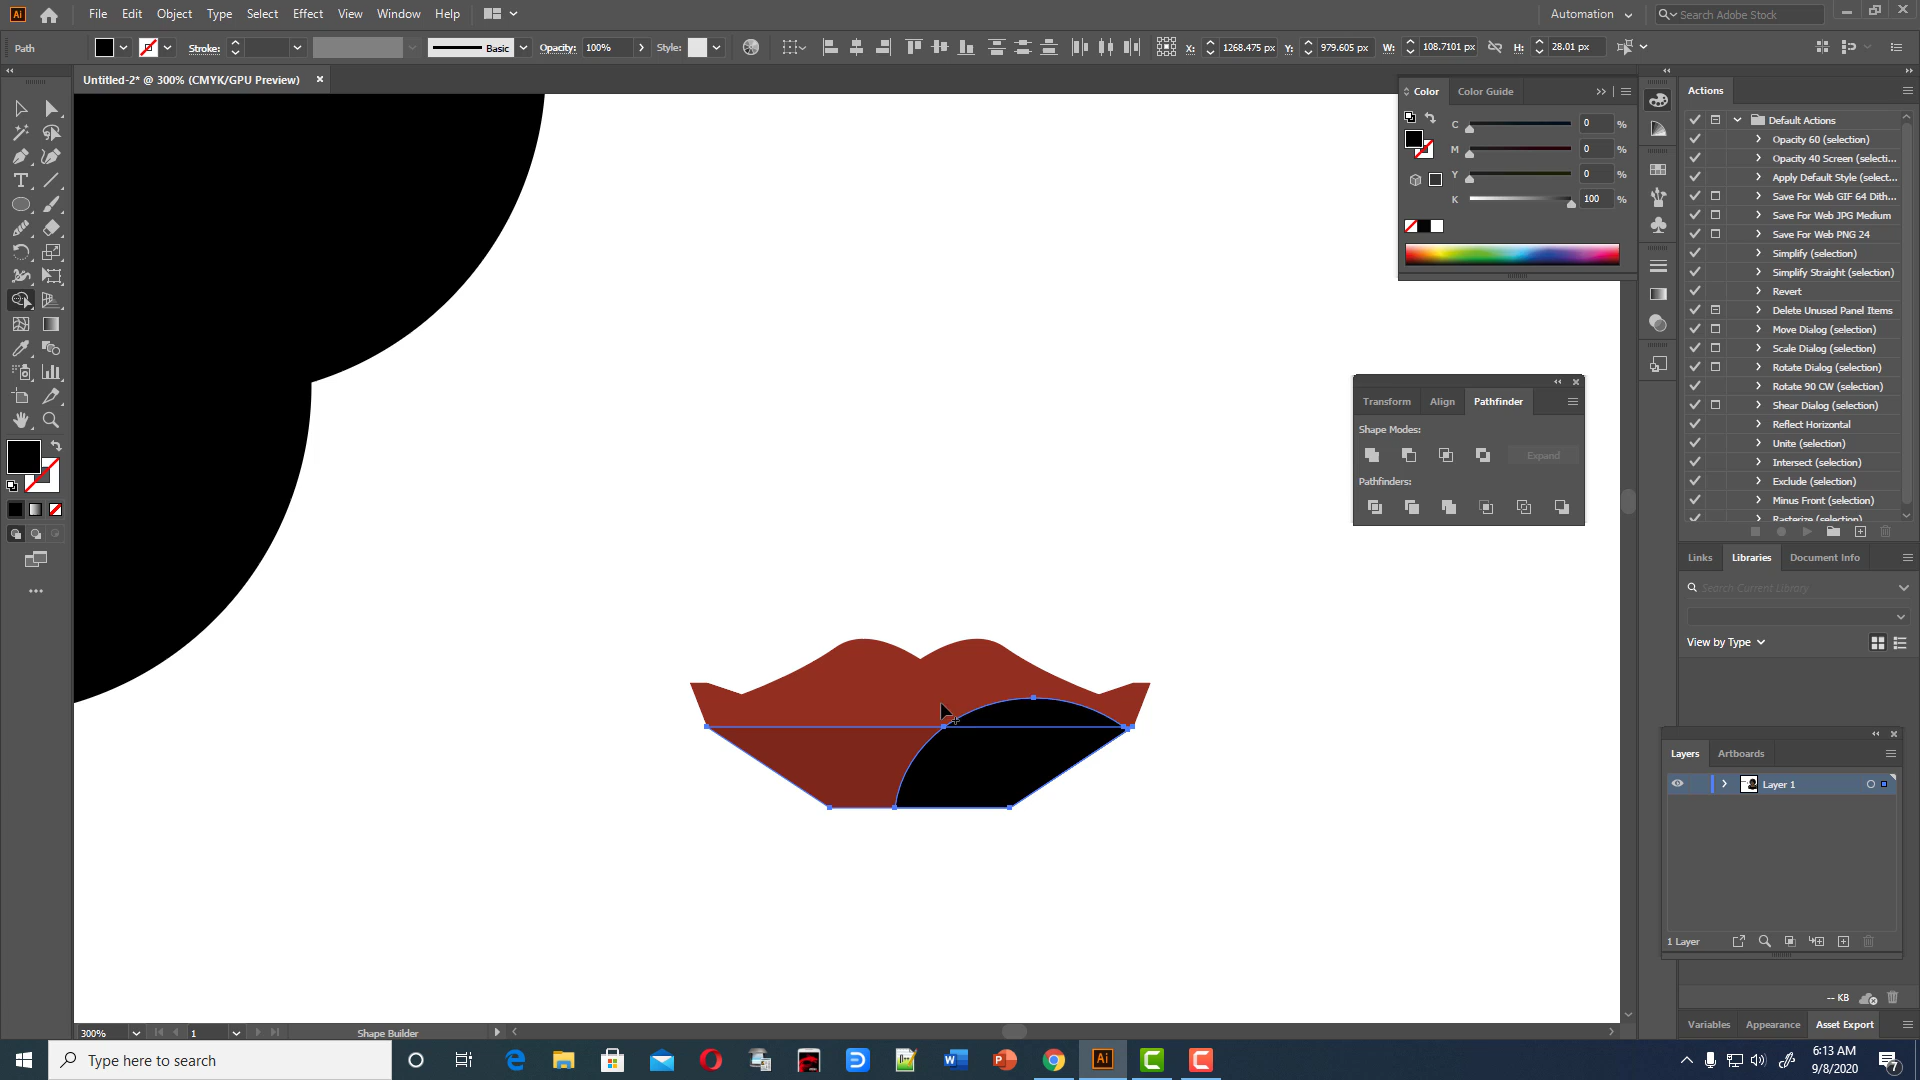 Ai File Edit Object Type Select Effect View Window Help Automation Search Adobe Stock
Path Stroke: Basic Opacity: 100% Style: X: 1268.475 px Y: 979.605 px W: 108.7101 px H: 28.01 px
Untitled-2* @ 300% (CMYK/GPU Preview) ×
Color Color Guide
C 0 %
M 0 %
Y 0 %
K 100 %
Actions
Default Actions
Opacity 60 (selection)
Opacity 40 Screen (selecti...
Apply Default Style (select...
Save For Web GIF 64 Dith...
Save For Web JPG Medium
Save For Web PNG 24
Simplify (selection)
Simplify Straight (selection)
Revert
Delete Unused Panel Items
Move Dialog (selection)
Scale Dialog (selection)
Rotate Dialog (selection)
Rotate 90 CW (selection)
Shear Dialog (selection)
Reflect Horizontal
Unite (selection)
Intersect (selection)
Exclude (selection)
Minus Front (selection)
Rasterize (selection)
Transform Align Pathfinder
Shape Modes:
Expand
Pathfinders:
Links Libraries Document Info
Search Current Library
View by Type
Layers Artboards
Layer 1
1 Layer
-- KB
Variables Appearance Asset Export
300% 1 Shape Builder
Type here to search
6:13 AM
9/8/2020
7